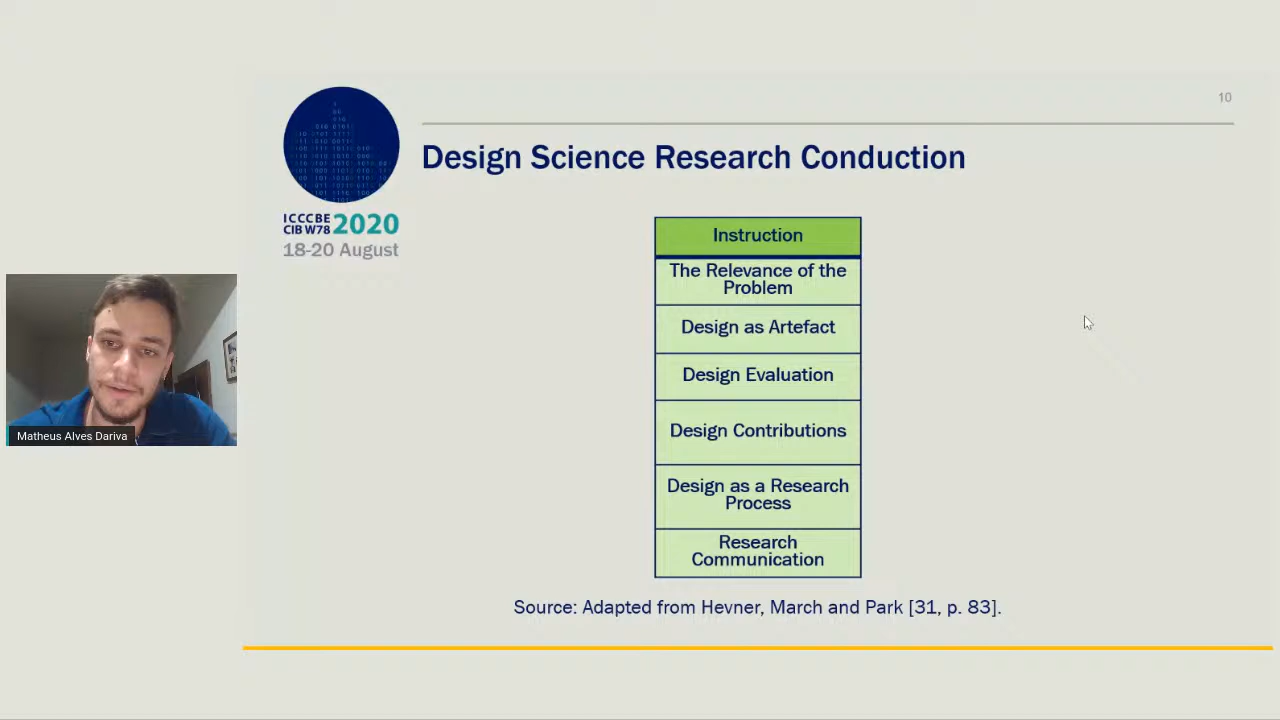 10
Design Science Research Conduction
ICCCBE
CIB W78 2020
18-20 August
Instruction
The Relevance of the
Problem
Design as Artefact
Design Evaluation
Design Contributions
Design as a Research
Process
Research
Communication
Source: Adapted from Hevner, March and Park [31, p. 83].
Matheus Alves Dariva